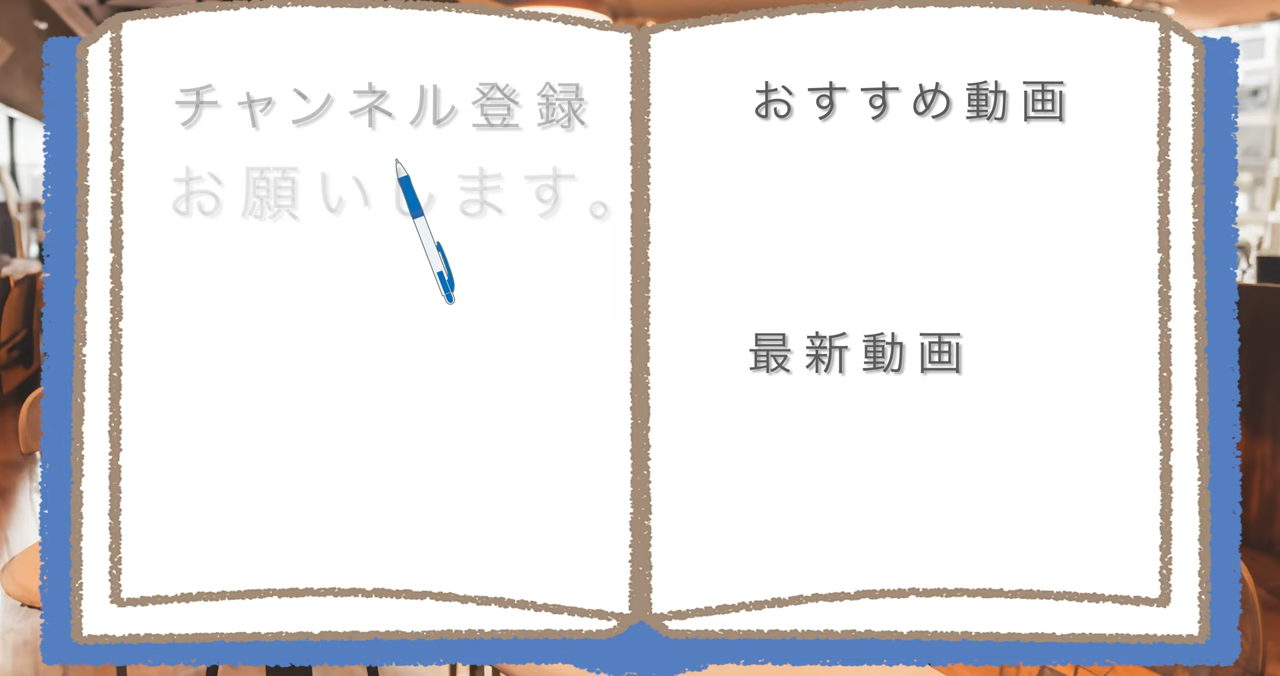 チャンネル登録
お願いします。
おすすめ動画
最新動画